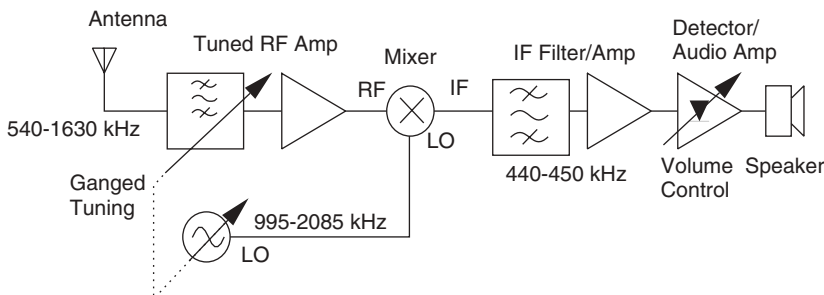 Antenna
Tuned RF Amp
Mixer
IF Filter/Amp
Detector/
Audio Amp
RF
IF
LO
540-1630 kHz
440-450 kHz
Volume
Control
Speaker
Ganged
Tuning
995-2085 kHz
LO